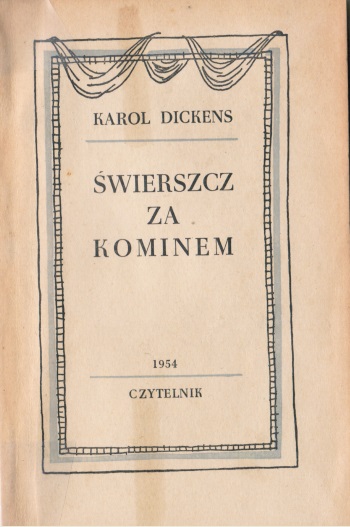 KAROL DICKENS
ŚWIERSZCZ
ZA
KOMINEM
1954
CZYTELNIK